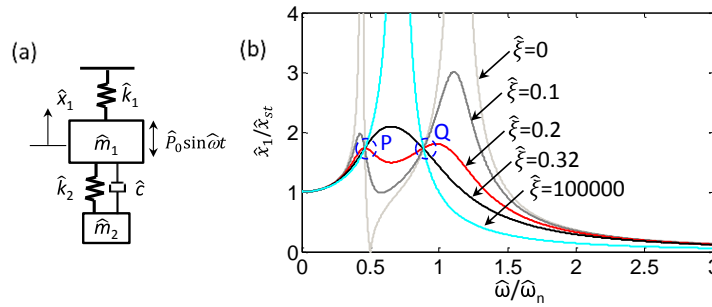 (a)
x̂₁
k̂₁
m̂₁
P̂₀sinω̂t
k̂₂
ĉ
m̂₂
(b)
x̂₁/x̂ₛₜ
4
3
2
1
0
P
Q
ξ̂=0
ξ̂=0.1
ξ̂=0.2
ξ̂=0.32
ξ̂=100000
0 0.5 1 1.5 2 2.5 3
ω̂/ω̂ₙ